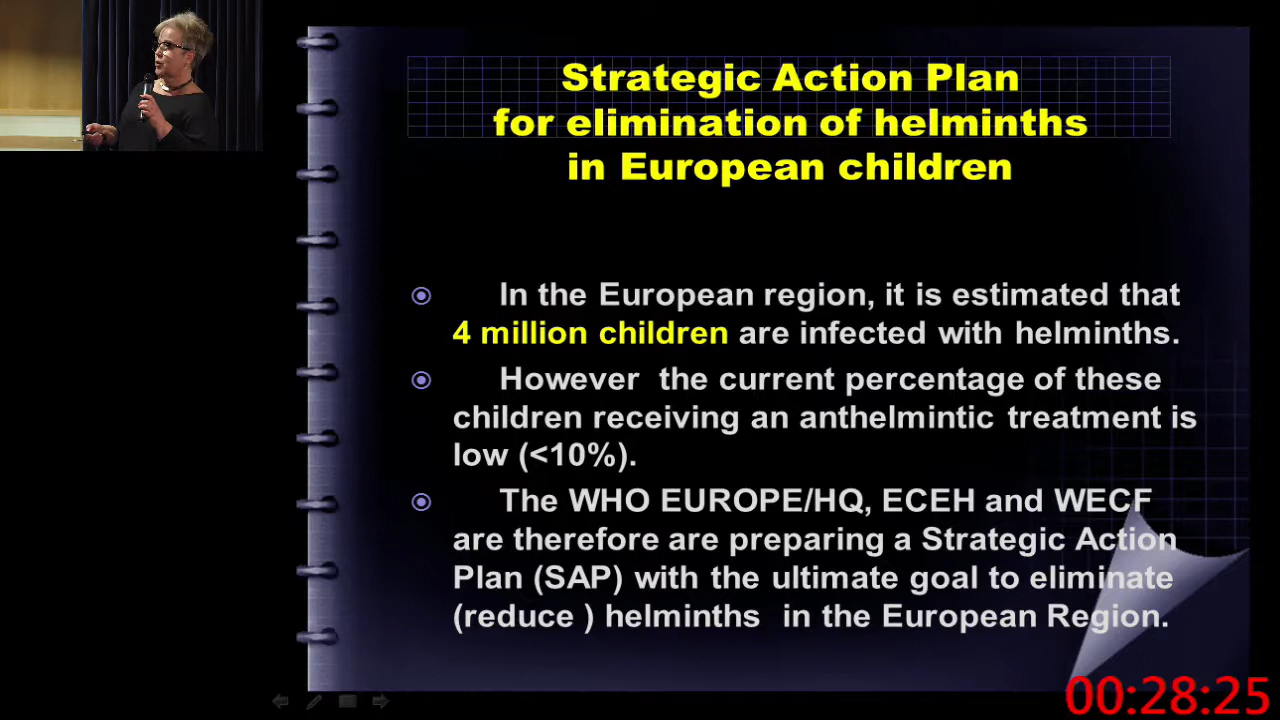 Strategic Action Plan
for elimination of helminths
in European children
In the European region, it is estimated that
4 million children are infected with helminths.
However the current percentage of these
children receiving an anthelmintic treatment is
low (<10%).
The WHO EUROPE/HQ, ECEH and WECF
are therefore are preparing a Strategic Action
Plan (SAP) with the ultimate goal to eliminate
(reduce ) helminths in the European Region.
00:28:25